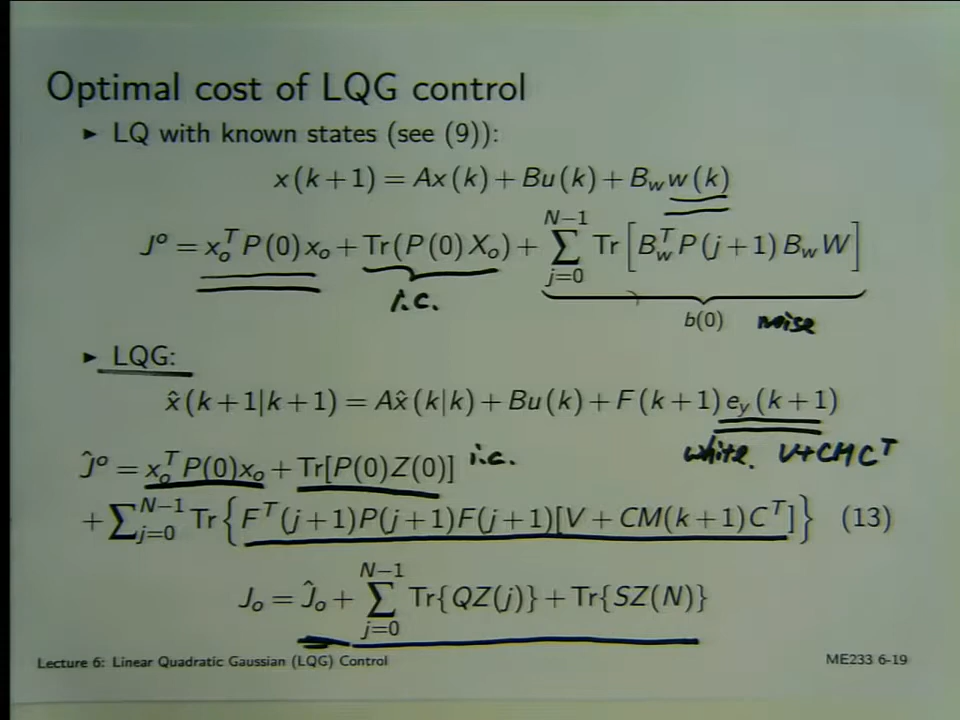 Optimal cost of LQG control
▶ LQ with known states (see (9)):
x(k+1) = Ax(k) + Bu(k) + B_w w(k)
J^o = x_o^T P(0) x_o + Tr(P(0) X_o) + ∑_{j=0}^{N−1} Tr [B_w^T P(j+1) B_w W]
i.c.
b(0) noise
▶ LQG:
x̂(k+1|k+1) = Ax̂(k|k) + Bu(k) + F(k+1) e_y(k+1)
white. V+CMC^T
Ĵ^o = x_o^T P(0) x_o + Tr[P(0)Z(0)] i.c.
+ ∑_{j=0}^{N−1} Tr {F^T(j+1)P(j+1)F(j+1)[V + CM(k+1)C^T]} (13)
J_o = Ĵ_o + ∑_{j=0}^{N−1} Tr{QZ(j)} + Tr{SZ(N)}
Lecture 6: Linear Quadratic Gaussian (LQG) Control ME233 6-19